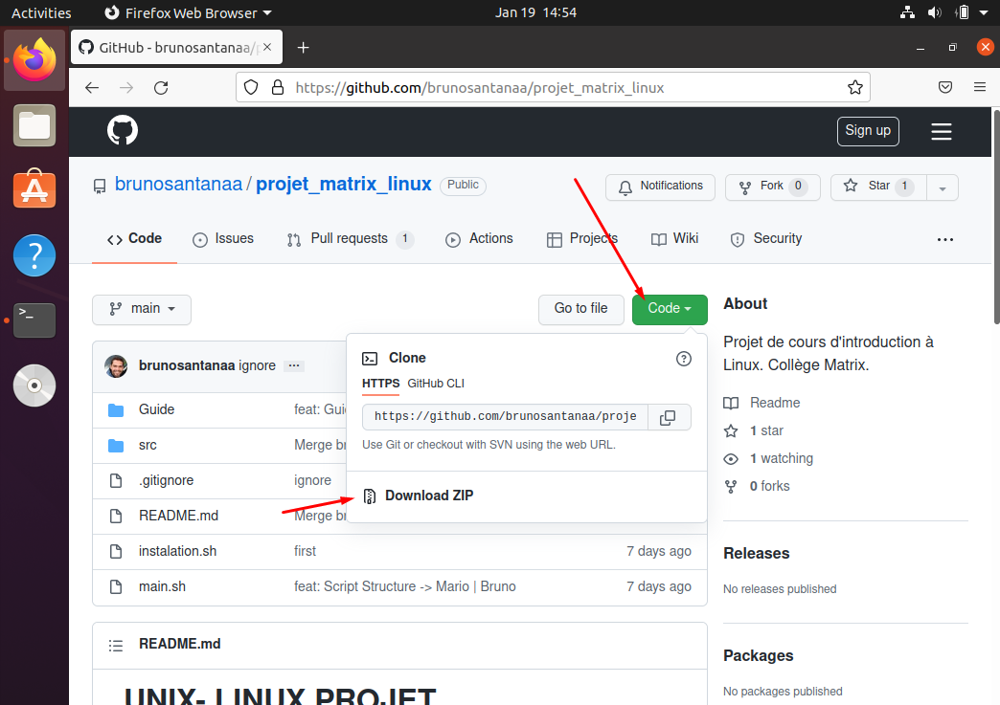 Activities Firefox Web Browser Jan 19 14:54
GitHub - brunosantanaa/p
https://github.com/brunosantanaa/projet_matrix_linux
Sign up
brunosantanaa / projet_matrix_linux Public
Notifications Fork 0 Star 1
Code Issues Pull requests 1 Actions Projects Wiki Security
main Go to file Code
brunosantanaa ignore ...
Guide feat: Gui
src Merge br
.gitignore ignore
README.md Merge br
instalation.sh first 7 days ago
main.sh feat: Script Structure -> Mario | Bruno 7 days ago
Clone
HTTPS GitHub CLI
https://github.com/brunosantanaa/proje
Use Git or checkout with SVN using the web URL.
Download ZIP
README.md
UNIX- LINUX PROJET
About
Projet de cours d'introduction à
Linux. Collège Matrix.
Readme
1 star
1 watching
0 forks
Releases
No releases published
Packages
No packages published